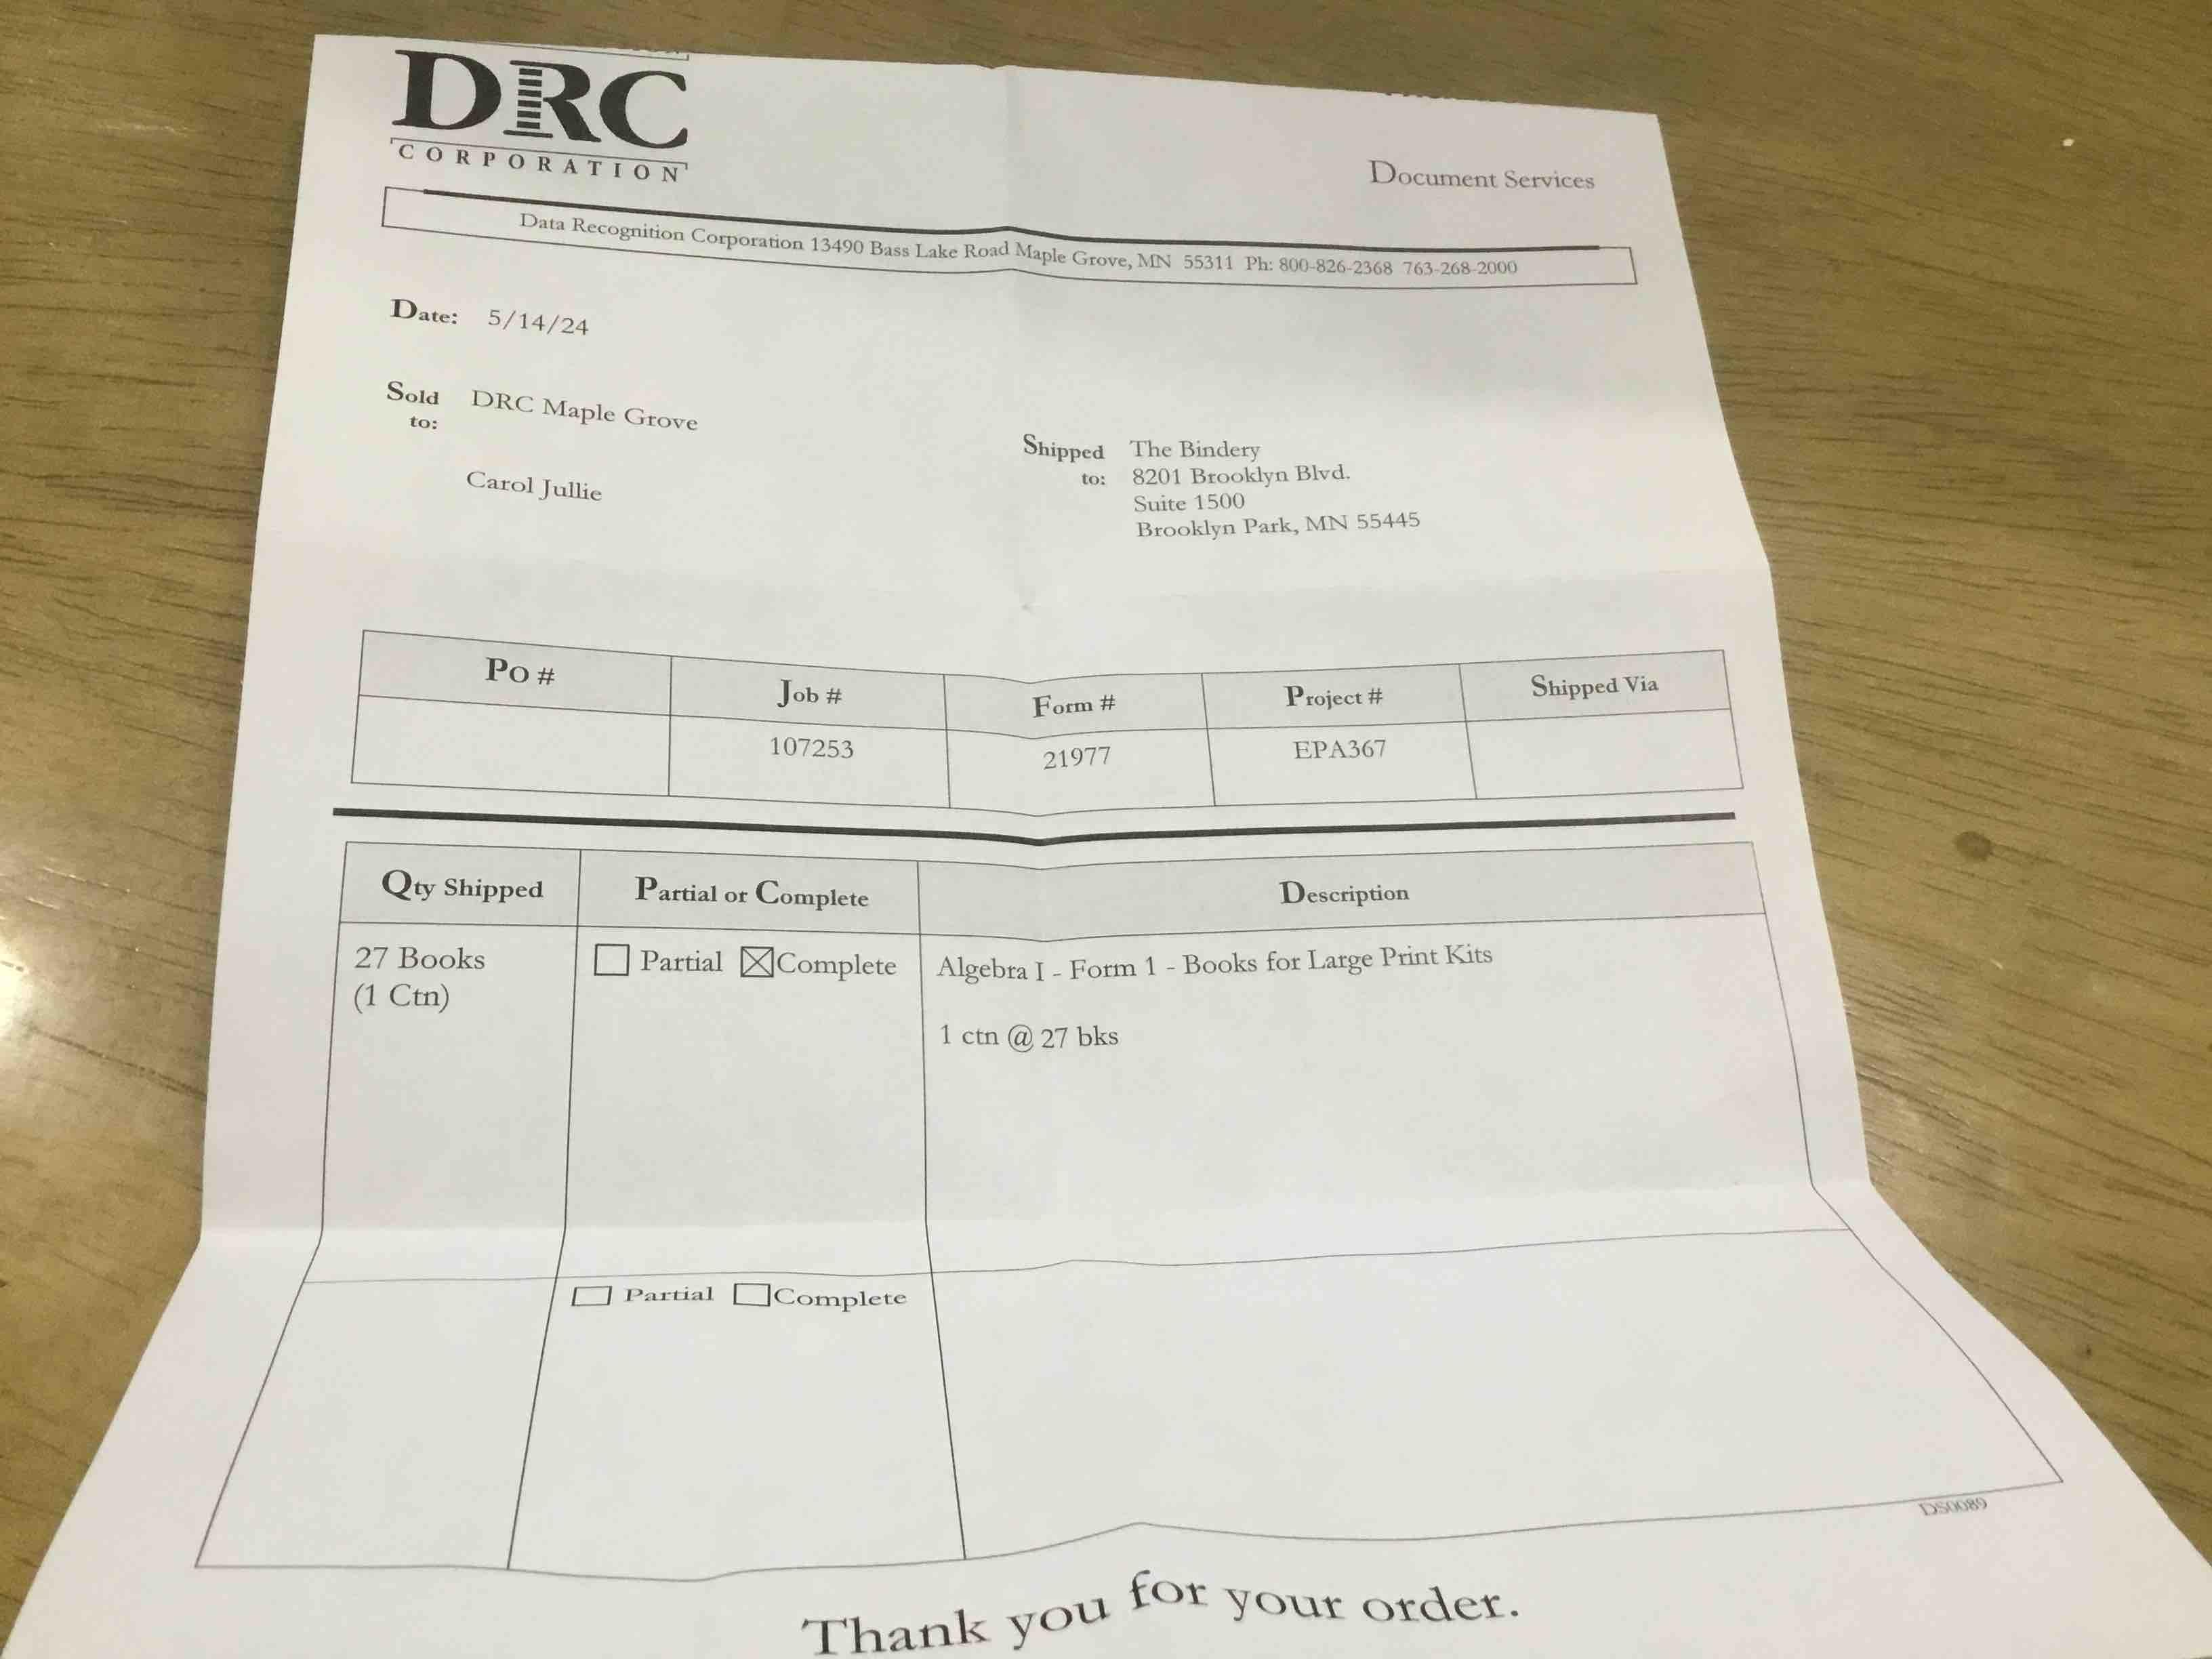 DRC
CORPORATION
Document Services
Data Recognition Corporation 13490 Bass Lake Road Maple Grove, MN 55311 Ph: 800-826-2368 763-268-2000
Date: 5/14/24
Sold to: DRC Maple Grove
Carol Jullie
Shipped to: The Bindery
8201 Brooklyn Blvd.
Suite 1500
Brooklyn Park, MN 55445
Po # Job # Form # Project # Shipped Via
107253 21977 EPA367
Qty Shipped Partial or Complete Description
27 Books Partial Complete Algebra I - Form 1 - Books for Large Print Kits
(1 Ctn)
1 ctn @ 27 bks
Partial Complete
DS0089
Thank you for your order.